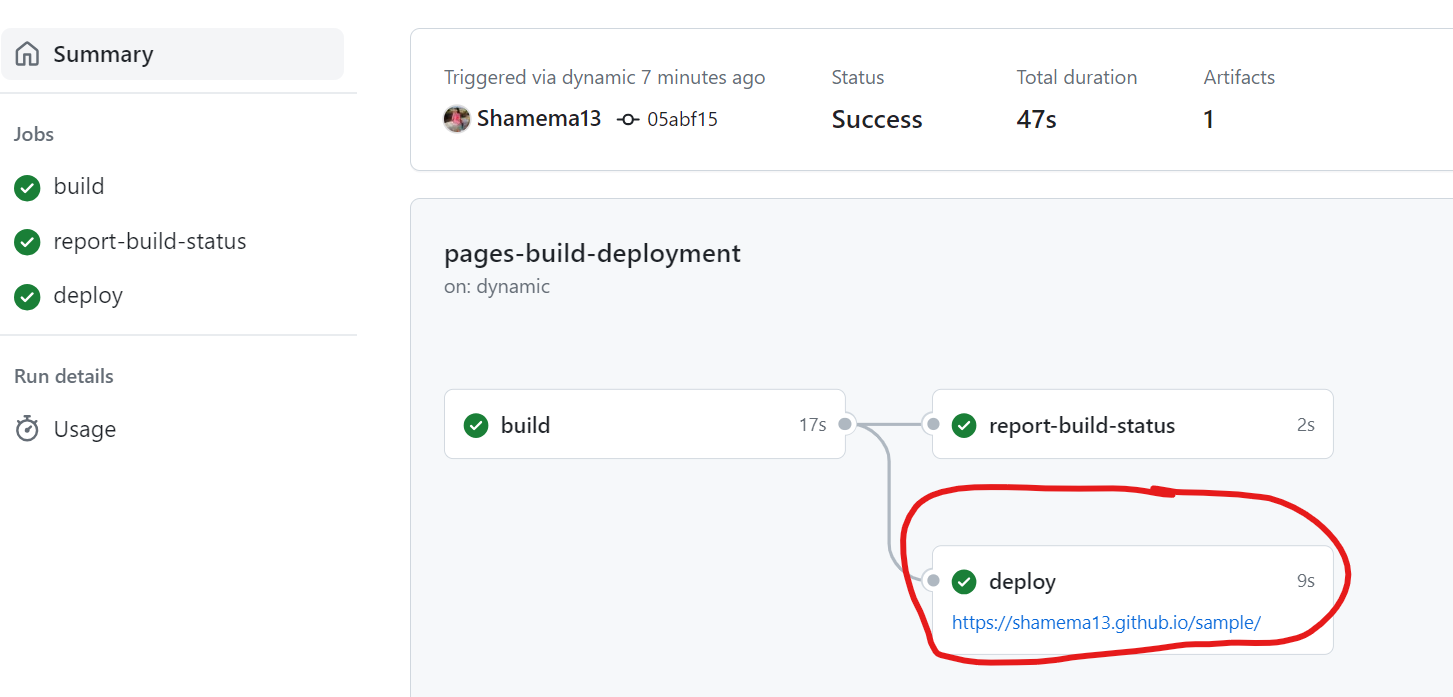 Summary
Jobs
build
report-build-status
deploy
Run details
Usage
Triggered via dynamic 7 minutes ago
Shamema13 05abf15
Status
Success
Total duration
47s
Artifacts
1
pages-build-deployment
on: dynamic
build 17s
report-build-status 2s
deploy 9s
https://shamema13.github.io/sample/